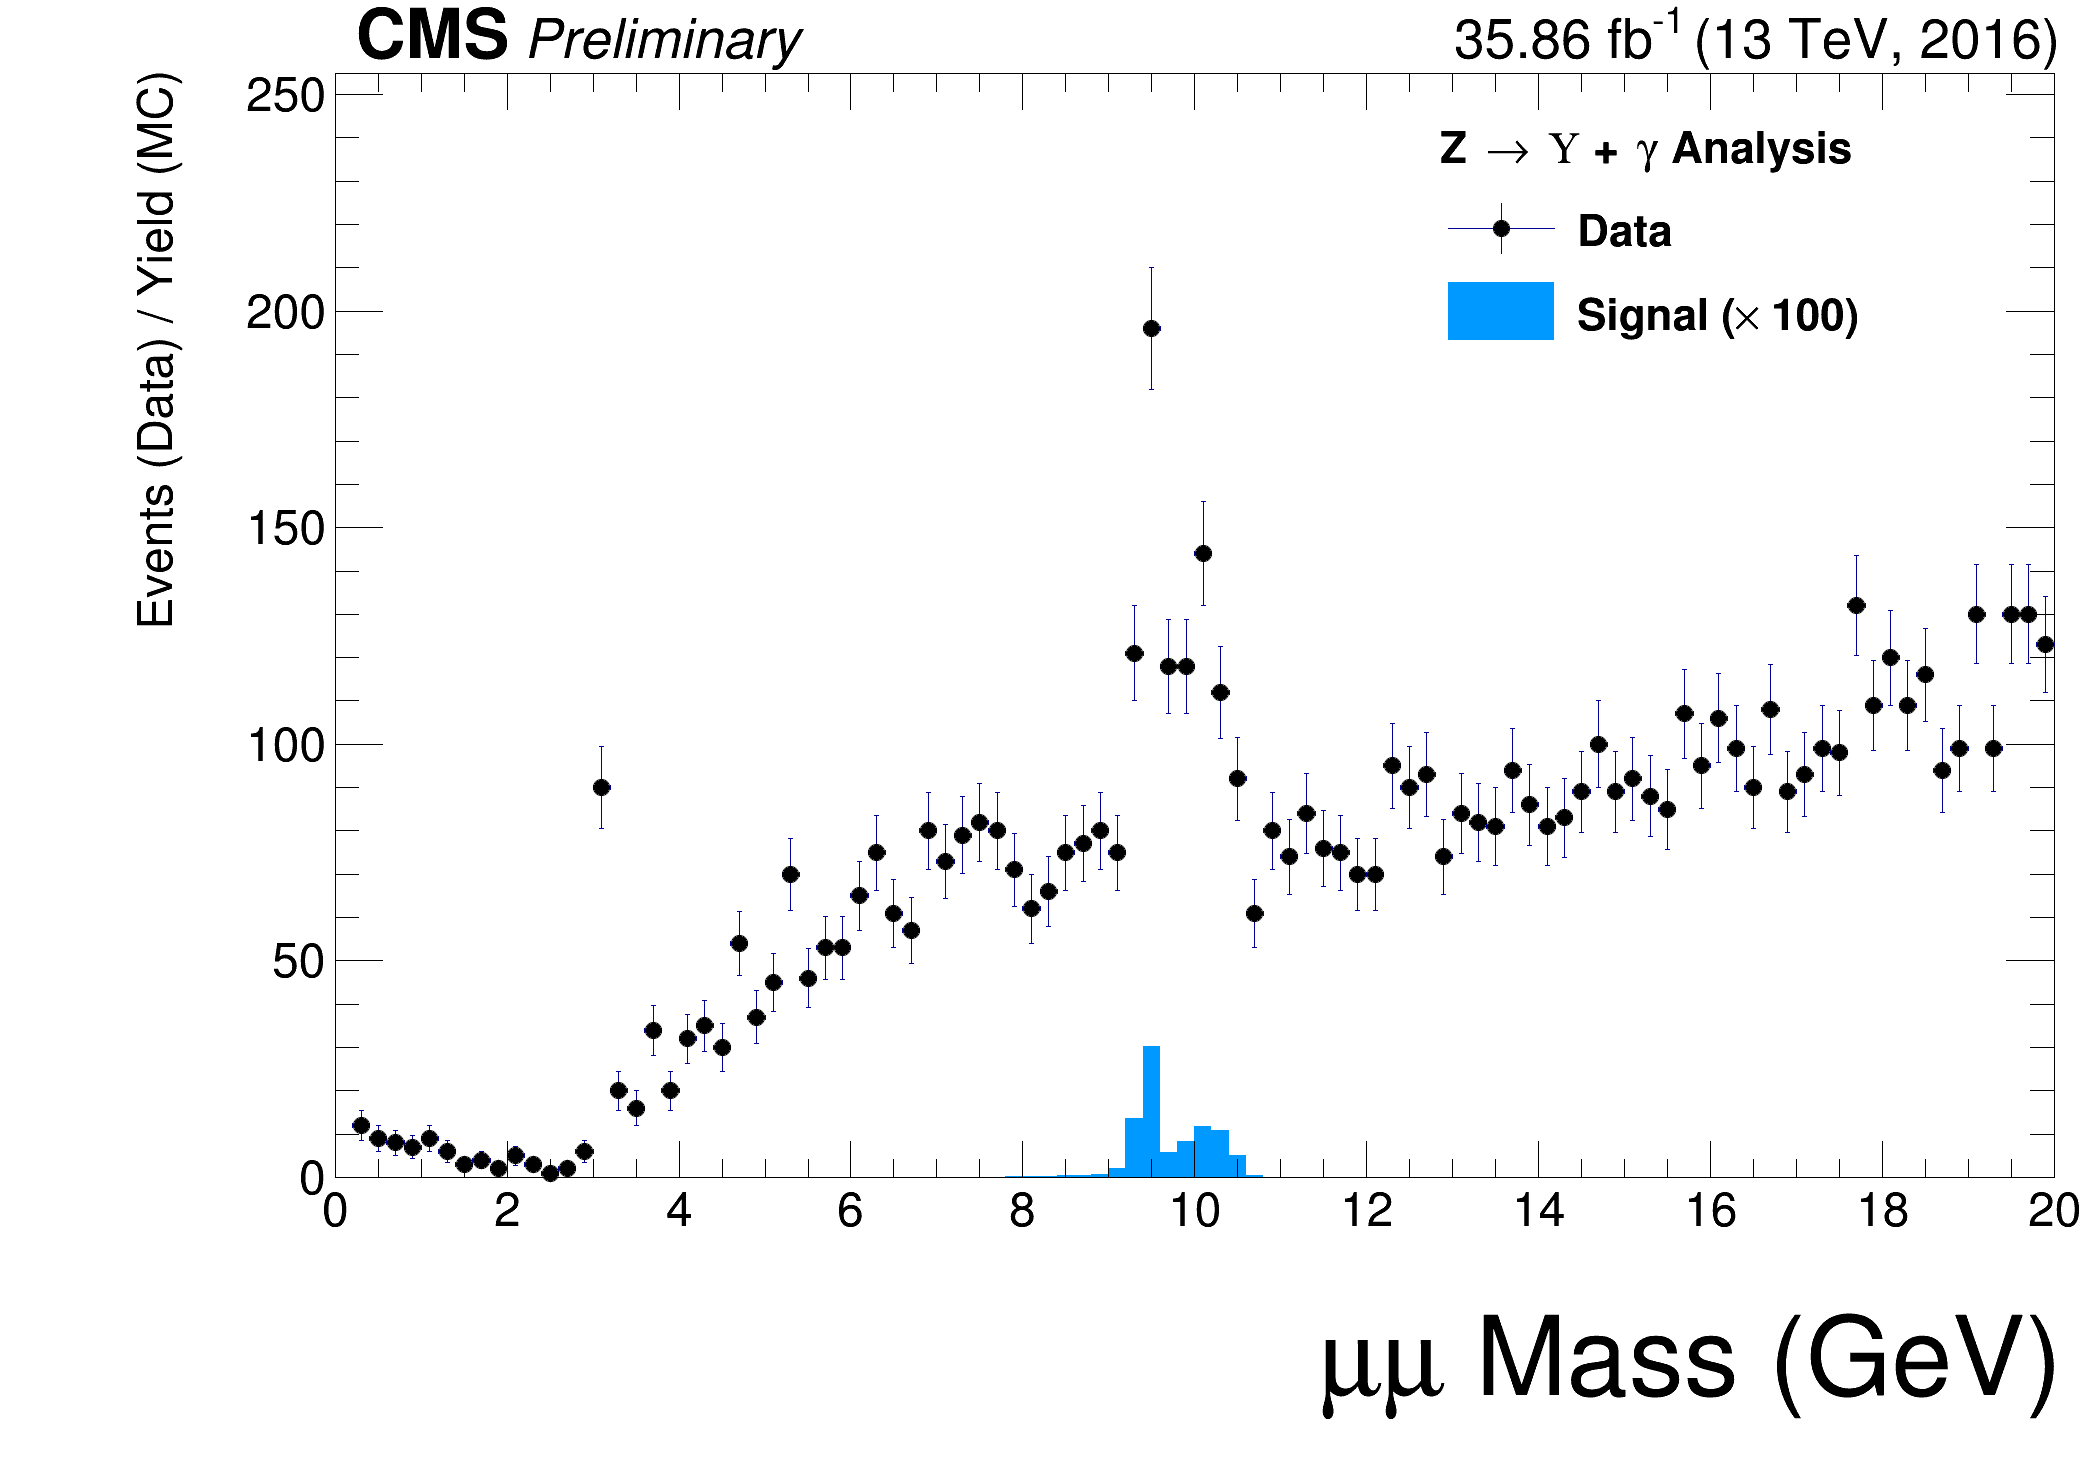 CMS Preliminary 35.86 fb⁻¹ (13 TeV, 2016)
Events (Data) / Yield (MC)
250
200
150
100
50
0
Z → Υ + γ Analysis
Data
Signal (× 100)
0 2 4 6 8 10 12 14 16 18 20
μμ Mass (GeV)